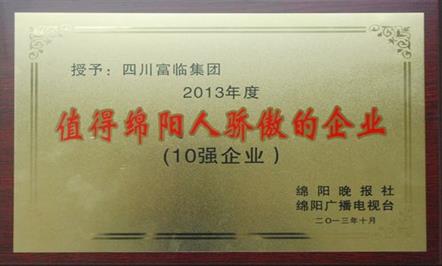 授予：四川富临集团
2013年度
值得绵阳人骄傲的企业
(10强企业)
绵阳晚报社
绵阳广播电视台
二〇一三年十月